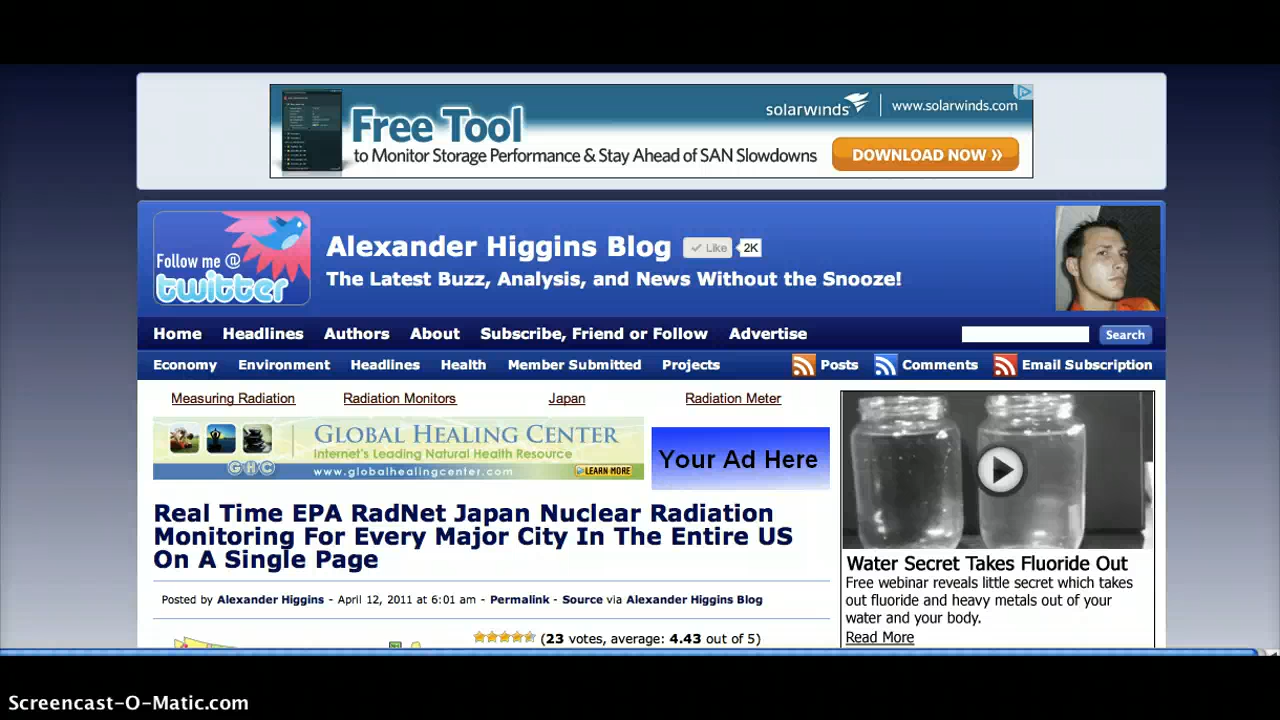 Free Tool
to Monitor Storage Performance & Stay Ahead of SAN Slowdowns
solarwinds
www.solarwinds.com
DOWNLOAD NOW »
Follow me @
twitter
Alexander Higgins Blog
Like
2K
The Latest Buzz, Analysis, and News Without the Snooze!
Home Headlines Authors About Subscribe, Friend or Follow Advertise
Search
Economy Environment Headlines Health Member Submitted Projects
Posts Comments Email Subscription
Measuring Radiation Radiation Monitors Japan Radiation Meter
GLOBAL HEALING CENTER
Internet's Leading Natural Health Resource
GHC
www.globalhealingcenter.com
LEARN MORE
Your Ad Here
Real Time EPA RadNet Japan Nuclear Radiation
Monitoring For Every Major City In The Entire US
On A Single Page
Posted by Alexander Higgins - April 12, 2011 at 6:01 am - Permalink - Source via Alexander Higgins Blog
(23 votes, average: 4.43 out of 5)
Water Secret Takes Fluoride Out
Free webinar reveals little secret which takes
out fluoride and heavy metals out of your
water and your body.
Read More
Screencast-O-Matic.com